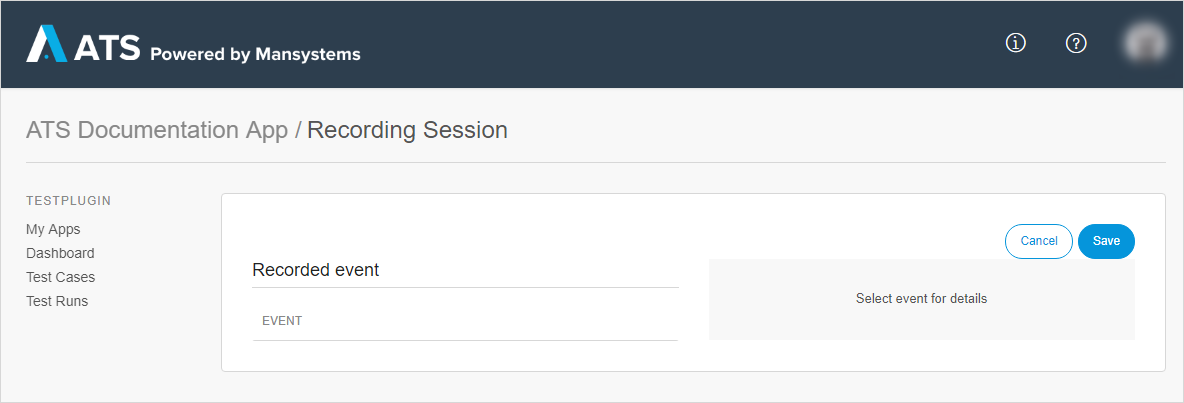 ATS Powered by Mansystems
ATS Documentation App / Recording Session
TESTPLUGIN
My Apps
Dashboard
Test Cases
Test Runs
Cancel
Save
Recorded event
EVENT
Select event for details